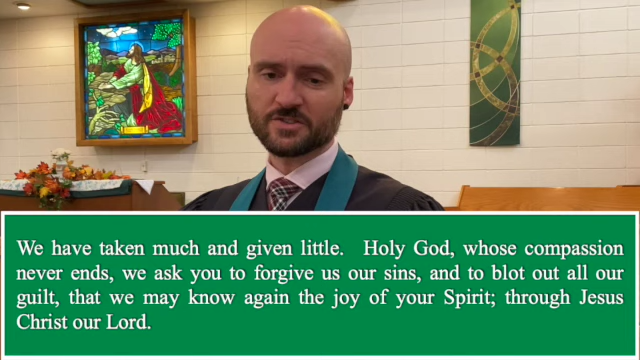 We have taken much and given little. Holy God, whose compassion
never ends, we ask you to forgive us our sins, and to blot out all our
guilt, that we may know again the joy of your Spirit; through Jesus
Christ our Lord.